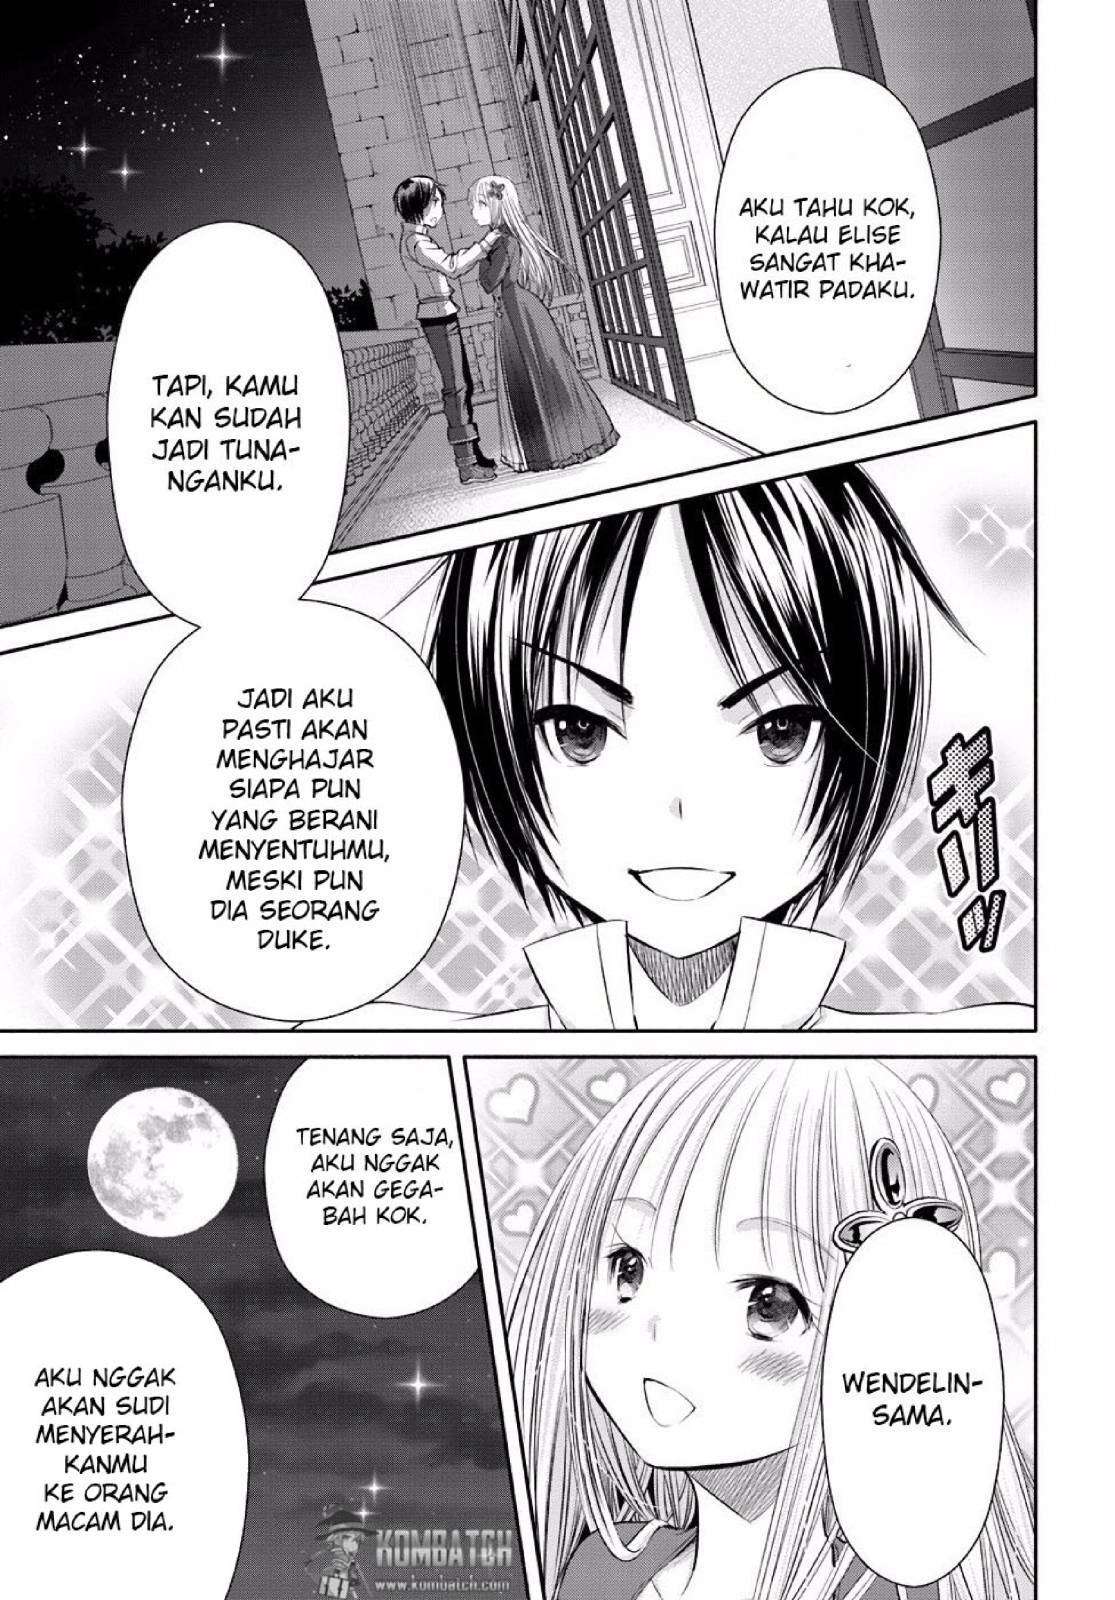 AKU TAHU KOK,
KALAU ELISE
SANGAT KHA-
WATIR PADAKU.
TAPI, KAMU
KAN SUDAH
JADI TUNA-
NGANKU.
JADI AKU
PASTI AKAN
MENGHAJAR
SIAPA PUN
YANG BERANI
MENYENTUHMU,
MESKI PUN
DIA SEORANG
DUKE.
キリーッ
WENDELIN-
SAMA.
TENANG SAJA,
AKU NGGAK
AKAN GEGA-
BAH KOK.
AKU NGGAK
AKAN SUDI
MENYERAH-
KANMU
KE ORANG
MACAM DIA.
KOMBATCH
www.kombatch.com